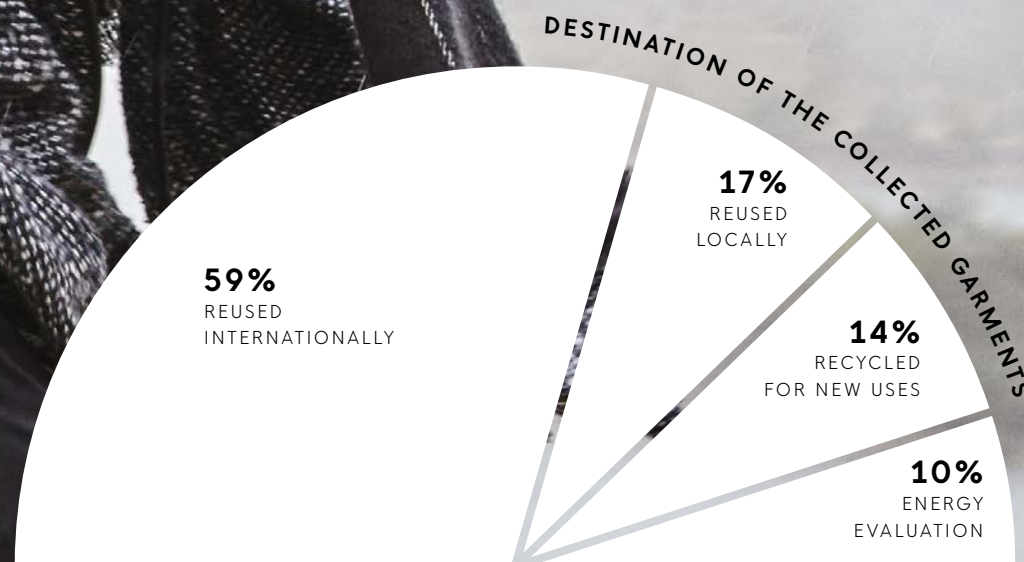 DESTINATION OF THE COLLECTED GARMENTS
17%
REUSED
LOCALLY
59%
REUSED
INTERNATIONALLY
14%
RECYCLED
FOR NEW USES
10%
ENERGY
EVALUATION